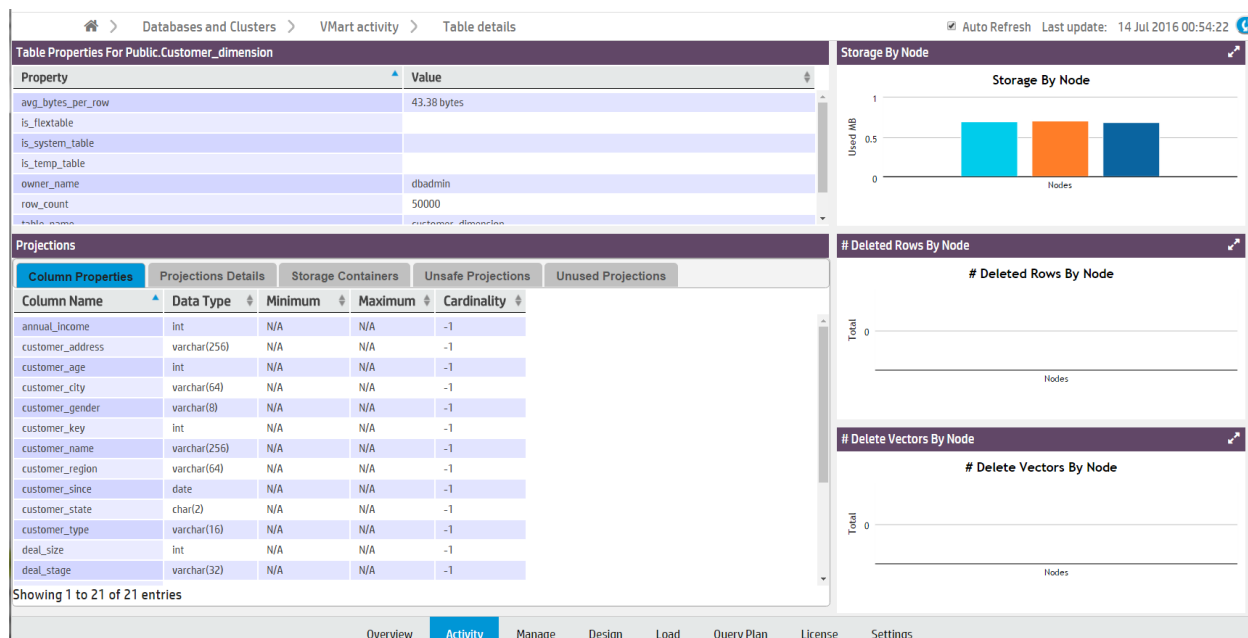 Databases and Clusters VMart activity Table details Auto Refresh Last update: 14 Jul 2016 00:54:22
Table Properties For Public.Customer_dimension
Property Value
avg_bytes_per_row 43.38 bytes
is_flextable
is_system_table
is_temp_table
owner_name dbadmin
row_count 50000
table_name customer_dimension
Storage By Node
Storage By Node
1
0.5
0
Used MB
Nodes
Projections
Column Properties Projections Details Storage Containers Unsafe Projections Unused Projections
Column Name Data Type Minimum Maximum Cardinality
annual_income int N/A N/A -1
customer_address varchar(256) N/A N/A -1
customer_age int N/A N/A -1
customer_city varchar(64) N/A N/A -1
customer_gender varchar(8) N/A N/A -1
customer_key int N/A N/A -1
customer_name varchar(256) N/A N/A -1
customer_region varchar(64) N/A N/A -1
customer_since date N/A N/A -1
customer_state char(2) N/A N/A -1
customer_type varchar(16) N/A N/A -1
deal_size int N/A N/A -1
deal_stage varchar(32) N/A N/A -1
Showing 1 to 21 of 21 entries
# Deleted Rows By Node
# Deleted Rows By Node
Total
0
Nodes
# Delete Vectors By Node
# Delete Vectors By Node
Total
0
Nodes
Overview Activity Manage Design Load Query Plan License Settings